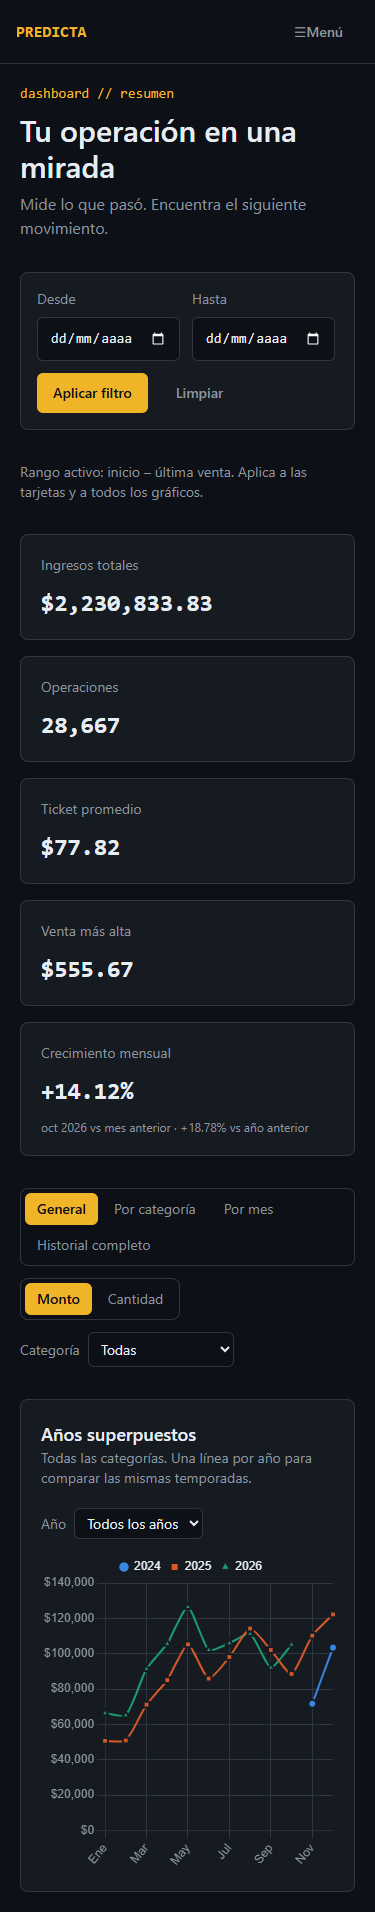 PREDICTA
☰Menú
dashboard // resumen
Tu operación en una
mirada
Mide lo que pasó. Encuentra el siguiente
movimiento.
Desde
Hasta
dd/mm/aaaa
dd/mm/aaaa
Aplicar filtro
Limpiar
Rango activo: inicio – última venta. Aplica a las
tarjetas y a todos los gráficos.
Ingresos totales
$2,230,833.83
Operaciones
28,667
Ticket promedio
$77.82
Venta más alta
$555.67
Crecimiento mensual
+14.12%
oct 2026 vs mes anterior · +18.78% vs año anterior
General
Por categoría
Por mes
Historial completo
Monto
Cantidad
Categoría
Todas
Años superpuestos
Todas las categorías. Una línea por año para
comparar las mismas temporadas.
Año
Todos los años
2024
2025
2026
$140,000
$120,000
$100,000
$80,000
$60,000
$40,000
$20,000
$0
Ene
Mar
May
Jul
Sep
Nov